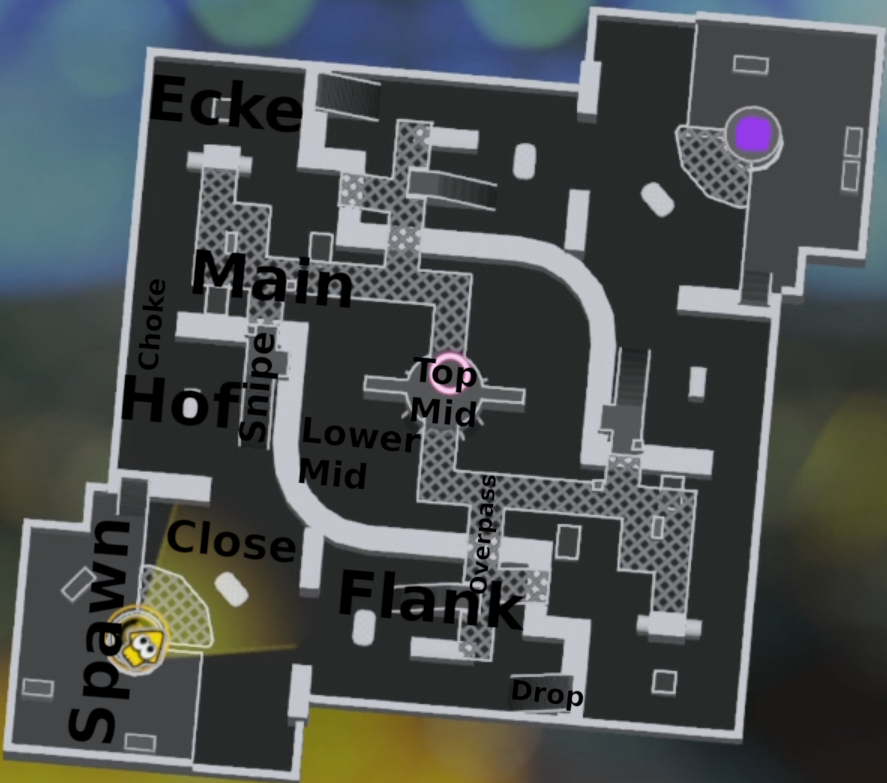 Ecke
Main
Choke
Snipe
Top
Mid
Hof
Lower
Mid
Overpass
Close
Spawn
Flank
Drop